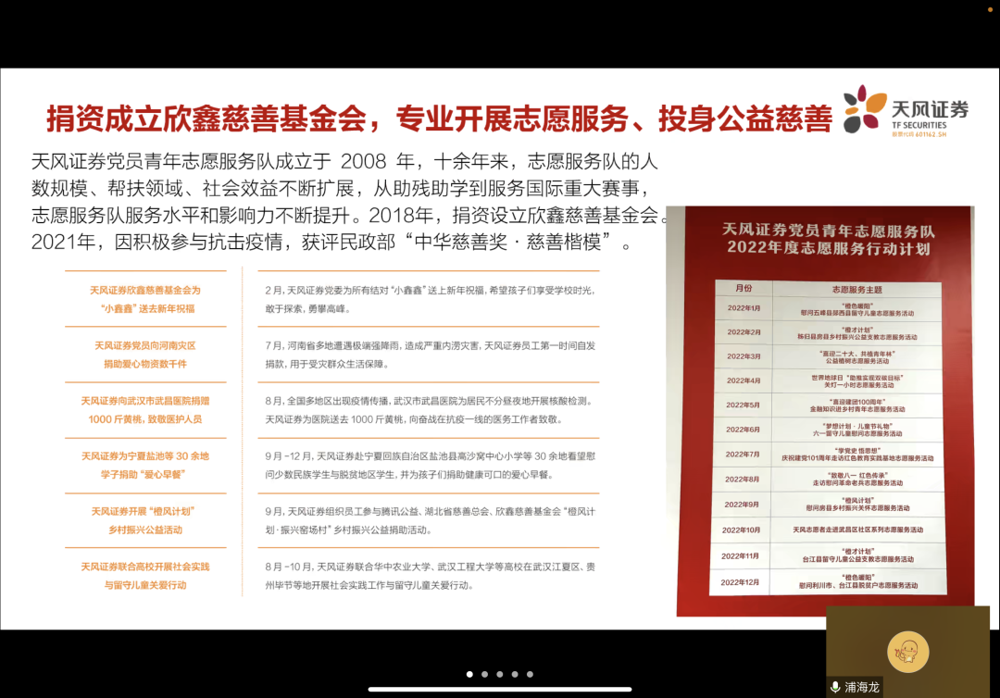 捐资成立欣鑫慈善基金会，专业开展志愿服务、投身公益慈善
天风证券
TF SECURITIES
股票代码 601162.SH
天风证券党员青年志愿服务队成立于 2008 年，十余年来，志愿服务队的人
数规模、帮扶领域、社会效益不断扩展，从助残助学到服务国际重大赛事，
志愿服务队服务水平和影响力不断提升。2018年，捐资设立欣鑫慈善基金会。
2021年，因积极参与抗击疫情，获评民政部“中华慈善奖·慈善楷模”。
天风证券欣鑫慈善基金会为
“小鑫鑫”送去新年祝福
2 月，天风证券党委为所有结对“小鑫鑫”送上新年祝福，希望孩子们享受学校时光，
敢于探索，勇攀高峰。
天风证券党员向河南灾区
捐助爱心物资数千件
7 月，河南省多地遭遇极端强降雨，造成严重内涝灾害，天风证券员工第一时间自发
捐款，用于受灾群众生活保障。
天风证券向武汉市武昌医院捐赠
1000 斤黄桃，致敬医护人员
8 月，全国多地区出现疫情传播，武汉市武昌医院为居民不分昼夜地开展核酸检测。
天风证券为医院送去 1000 斤黄桃，向奋战在抗疫一线的医务工作者致敬。
天风证券为宁夏盐池等 30 余地
学子捐助“爱心早餐”
9 月 -12 月，天风证券赴宁夏回族自治区盐池县高沙窝中心小学等 30 余地看望慰
问少数民族学生与脱贫地区学生，并为孩子们捐助健康可口的爱心早餐。
天风证券开展“橙风计划”
乡村振兴公益活动
9 月，天风证券组织员工参与腾讯公益、湖北省慈善总会、欣鑫慈善基金会“橙风计
划·振兴窑场村”乡村振兴公益捐助活动。
天风证券联合高校开展社会实践
与留守儿童关爱行动
8 月 -10 月，天风证券联合华中农业大学、武汉工程大学等高校在武汉江夏区、贵
州毕节等地开展社会实践工作与留守儿童关爱行动。
天风证券党员青年志愿服务队
2022年度志愿服务行动计划
月份 志愿服务主题
2022年1月 “橙色暖阳”
慰问五峰县郧西县留守儿童志愿服务活动
2022年2月 “橙才计划”
秭归县房县乡村振兴公益支教志愿服务活动
2022年3月 “喜迎二十大、共植青年林”
公益植树志愿服务活动
2022年4月 世界地球日“助推实现双碳目标”
关灯一小时志愿服务活动
2022年5月 “喜迎建团100周年”
金融知识进乡村青年志愿服务活动
2022年6月 “梦想计划·儿童节礼物”
六一留守儿童慰问志愿服务活动
2022年7月 “学党史 悟思想”
庆祝建党101周年走访红色教育实践基地志愿服务活动
2022年8月 “致敬八一 红色传承”
走访慰问革命老兵志愿服务活动
2022年9月 “橙风计划”
慰问房县乡村振兴关怀志愿服务活动
2022年10月 天风志愿者走进武昌区社区系列志愿服务活动
2022年11月 “橙才计划”
台江县留守儿童公益支教志愿服务活动
2022年12月 “橙色暖阳”
慰问利川市、台江县脱贫户志愿服务活动
浦海龙